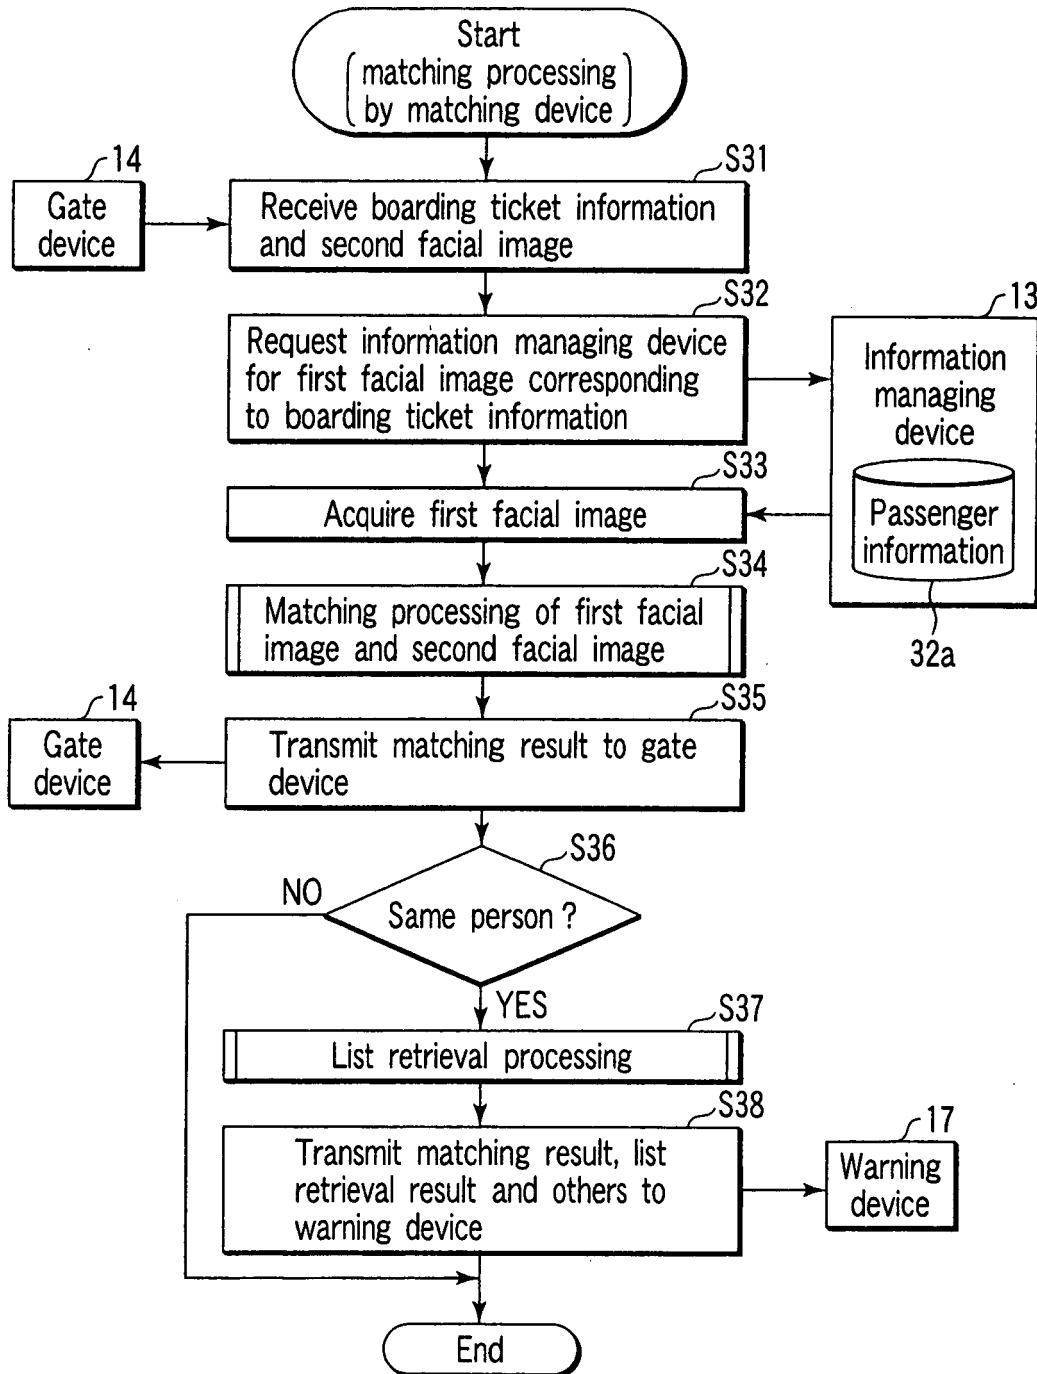 Start
(matching processing
by matching device)
14
S31
Gate
device
Receive boarding ticket information
and second facial image
S32
13
Request information managing device
for first facial image corresponding
to boarding ticket information
Information
managing
device
S33
Acquire first facial image
Passenger
information
32a
S34
Matching processing of first facial
image and second facial image
14
S35
Gate
device
Transmit matching result to gate
device
S36
NO
Same person ?
YES
S37
List retrieval processing
S38
17
Transmit matching result, list
retrieval result and others to
warning device
Warning
device
End